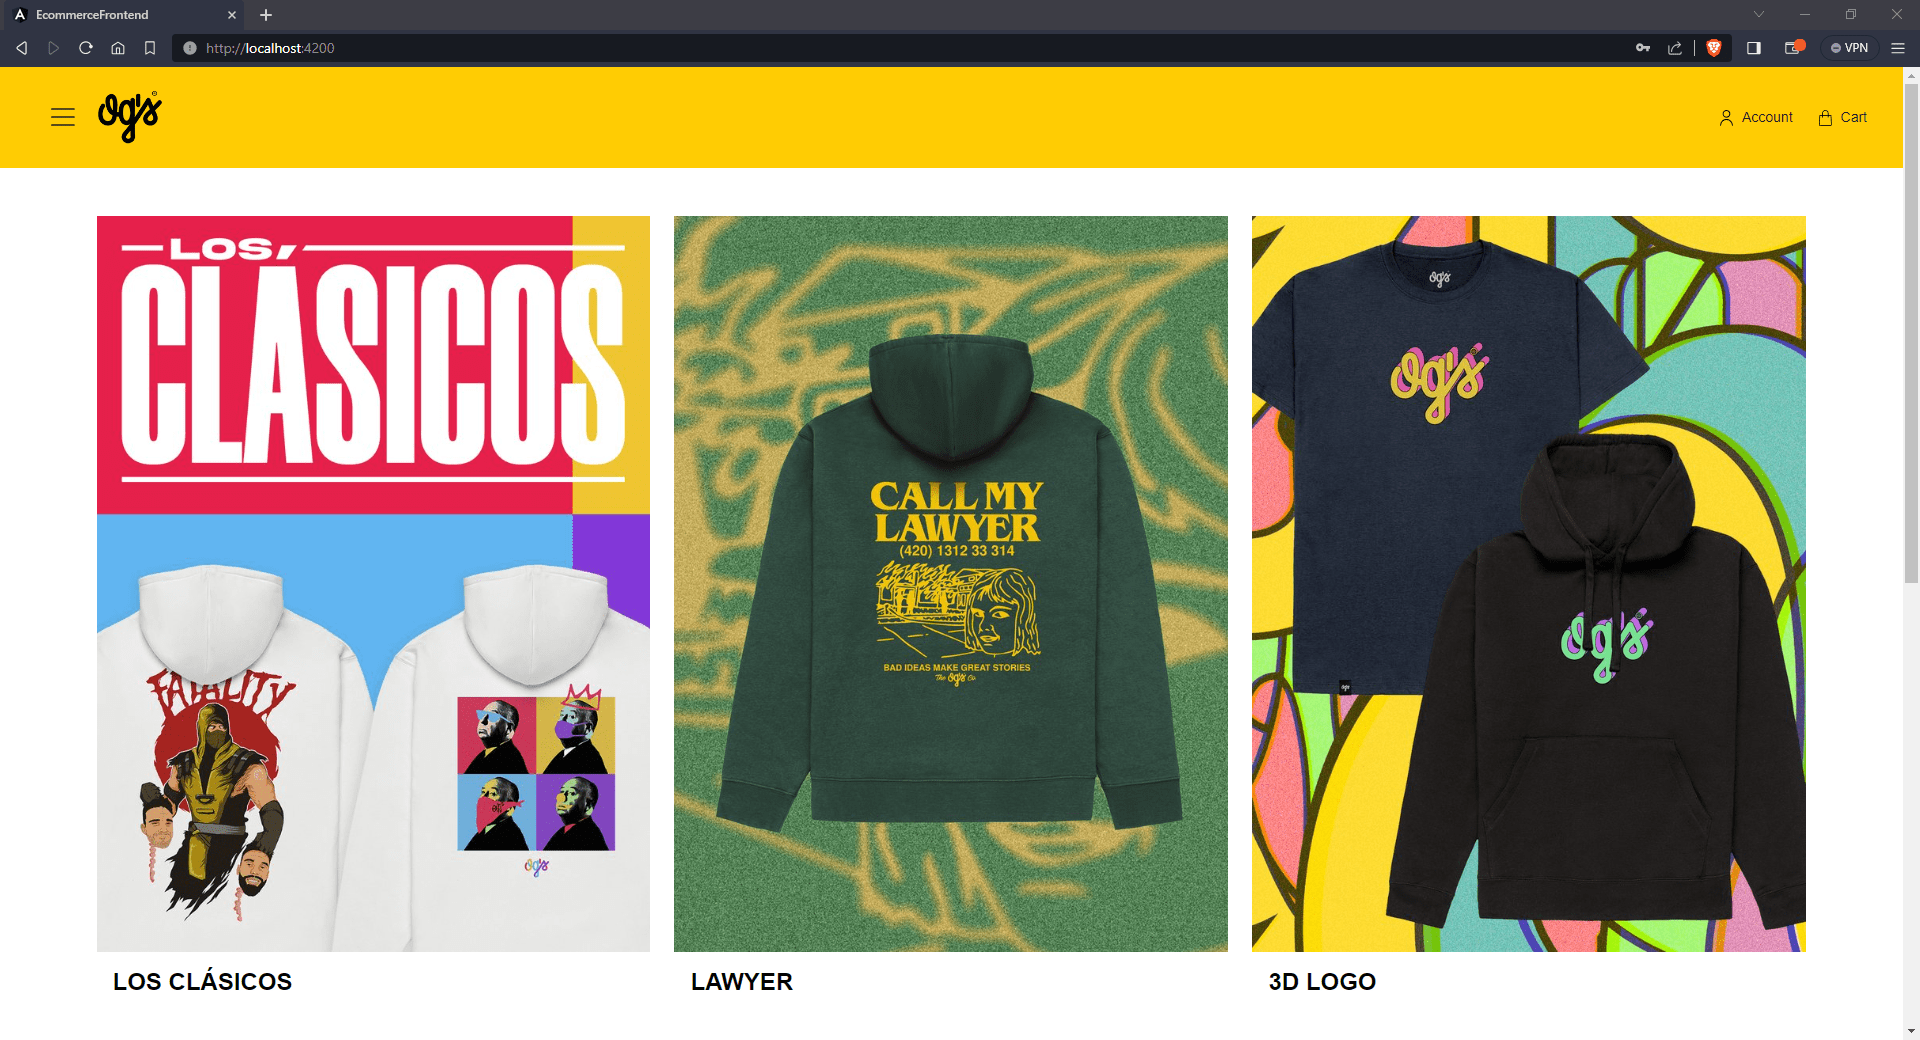 EcommerceFrontend
http://localhost:4200
VPN
og's
Account
Cart
LOS
CLÁSICOS
FATALITY
og's
CALL MY
LAWYER
(420) 1312 33 314
BAD IDEAS MAKE GREAT STORIES
The og's Co
og's
og's
og's
og's
LOS CLÁSICOS
LAWYER
3D LOGO